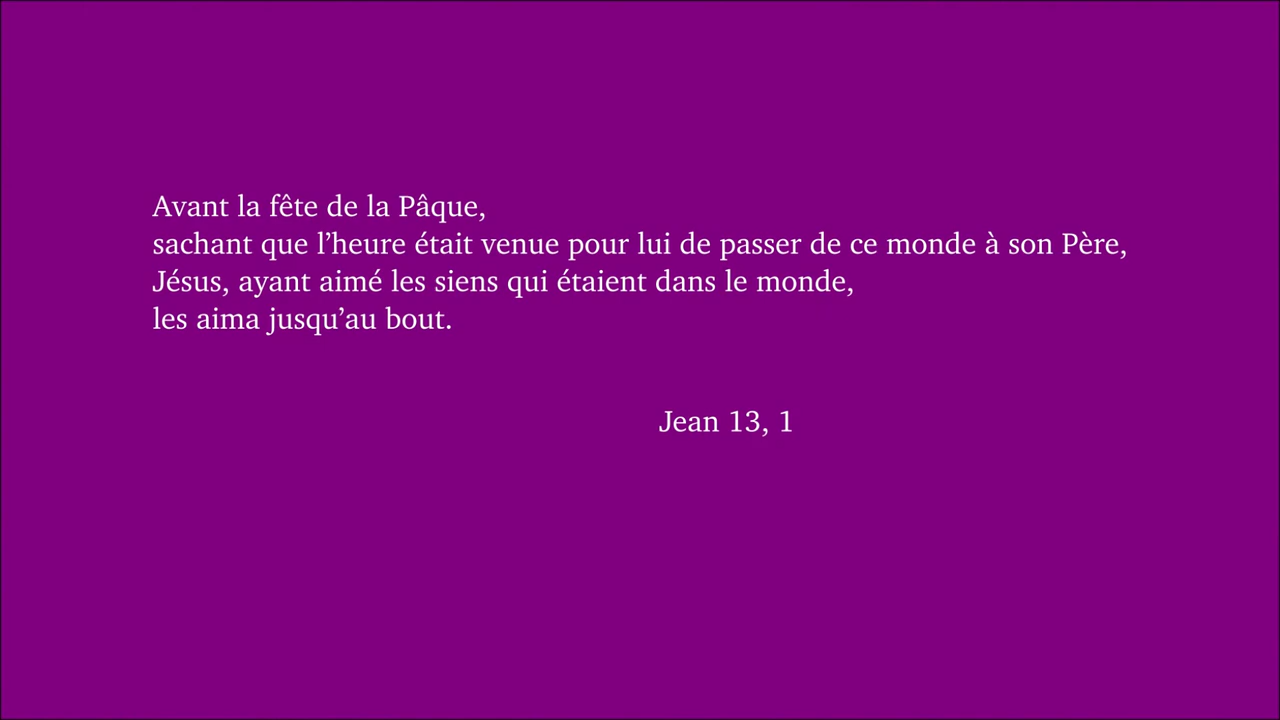 Avant la fête de la Pâque,
sachant que l’heure était venue pour lui de passer de ce monde à son Père,
Jésus, ayant aimé les siens qui étaient dans le monde,
les aima jusqu’au bout.
Jean 13, 1